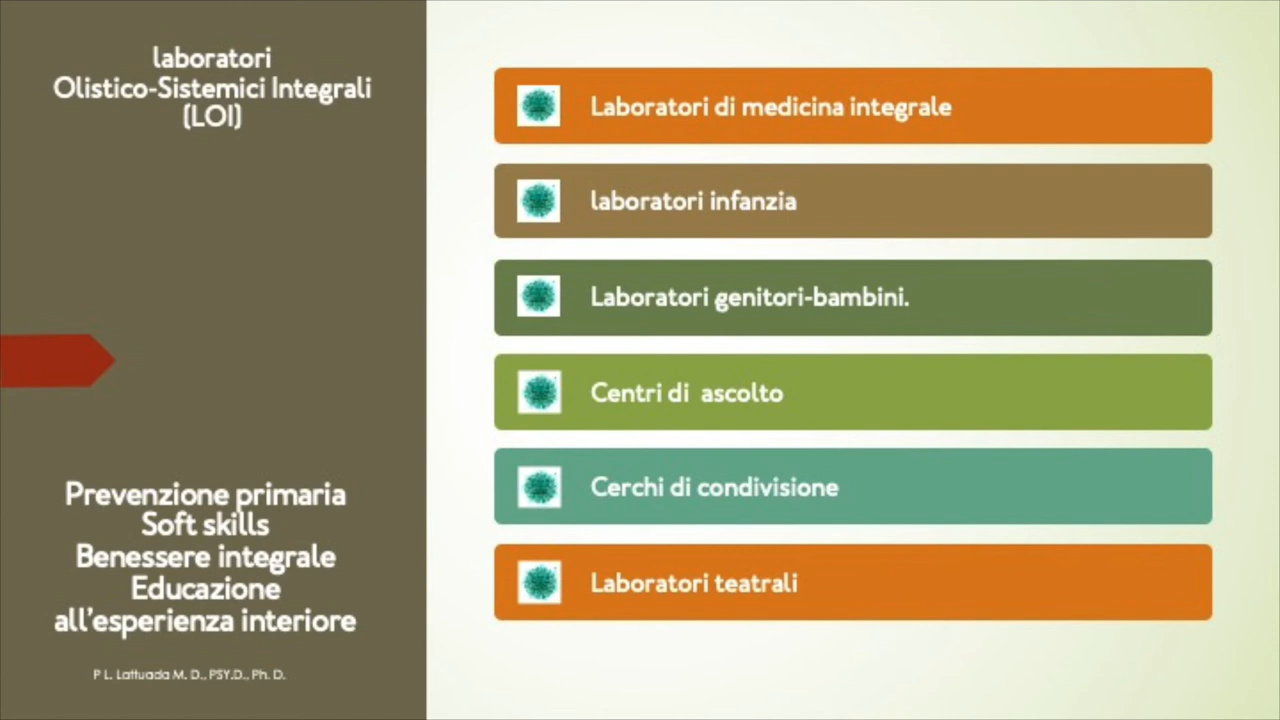 laboratori
Olistico-Sistemici Integrali
(LOI)
Prevenzione primaria
Soft skills
Benessere integrale
Educazione
all'esperienza interiore
P L. Lattuada M. D., PSY.D., Ph. D.
Laboratori di medicina integrale
laboratori infanzia
Laboratori genitori-bambini.
Centri di  ascolto
Cerchi di condivisione
Laboratori teatrali